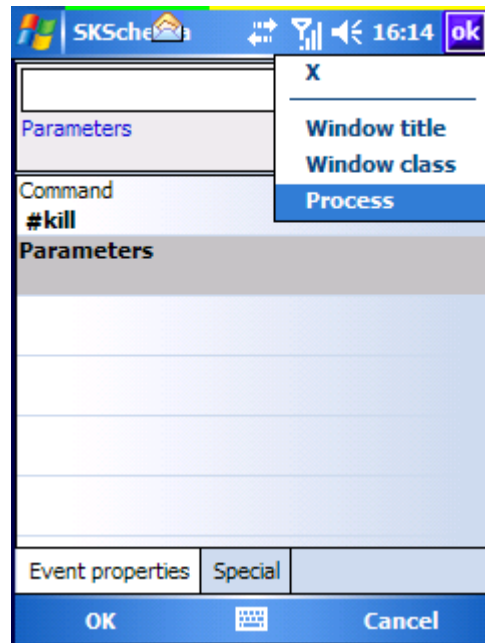 SKSche a 16:14 ok
X
Window title
Window class
Process
Parameters
Command
#kill
Parameters
Event properties Special
OK Cancel